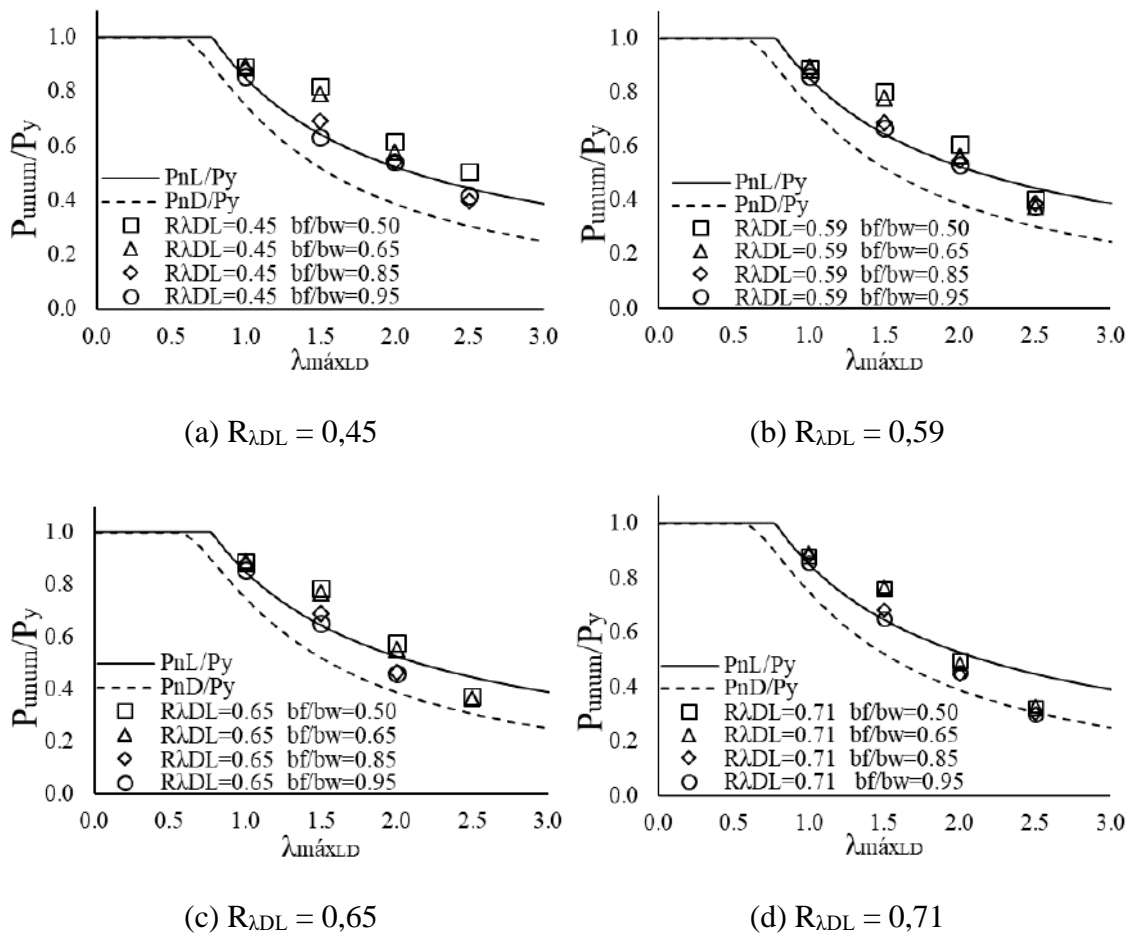 1.0
0.8
0.6
0.4
0.2
0.0
Punum/Py
PnL/Py
PnD/Py
RλDL=0.45 bf/bw=0.50
RλDL=0.45 bf/bw=0.65
RλDL=0.45 bf/bw=0.85
RλDL=0.45 bf/bw=0.95
0.0 0.5 1.0 1.5 2.0 2.5 3.0
λmáxLD
(a) RλDL = 0,45
1.0
0.8
0.6
0.4
0.2
0.0
Punum/Py
PnL/Py
PnD/Py
RλDL=0.59 bf/bw=0.50
RλDL=0.59 bf/bw=0.65
RλDL=0.59 bf/bw=0.85
RλDL=0.59 bf/bw=0.95
0.0 0.5 1.0 1.5 2.0 2.5 3.0
λmáxLD
(b) RλDL = 0,59
1.0
0.8
0.6
0.4
0.2
0.0
Punum/Py
PnL/Py
PnD/Py
RλDL=0.65 bf/bw=0.50
RλDL=0.65 bf/bw=0.65
RλDL=0.65 bf/bw=0.85
RλDL=0.65 bf/bw=0.95
0.0 0.5 1.0 1.5 2.0 2.5 3.0
λmáxLD
(c) RλDL = 0,65
1.0
0.8
0.6
0.4
0.2
0.0
Punum/Py
PnL/Py
PnD/Py
RλDL=0.71 bf/bw=0.50
RλDL=0.71 bf/bw=0.65
RλDL=0.71 bf/bw=0.85
RλDL=0.71 bf/bw=0.95
0.0 0.5 1.0 1.5 2.0 2.5 3.0
λmáxLD
(d) RλDL = 0,71